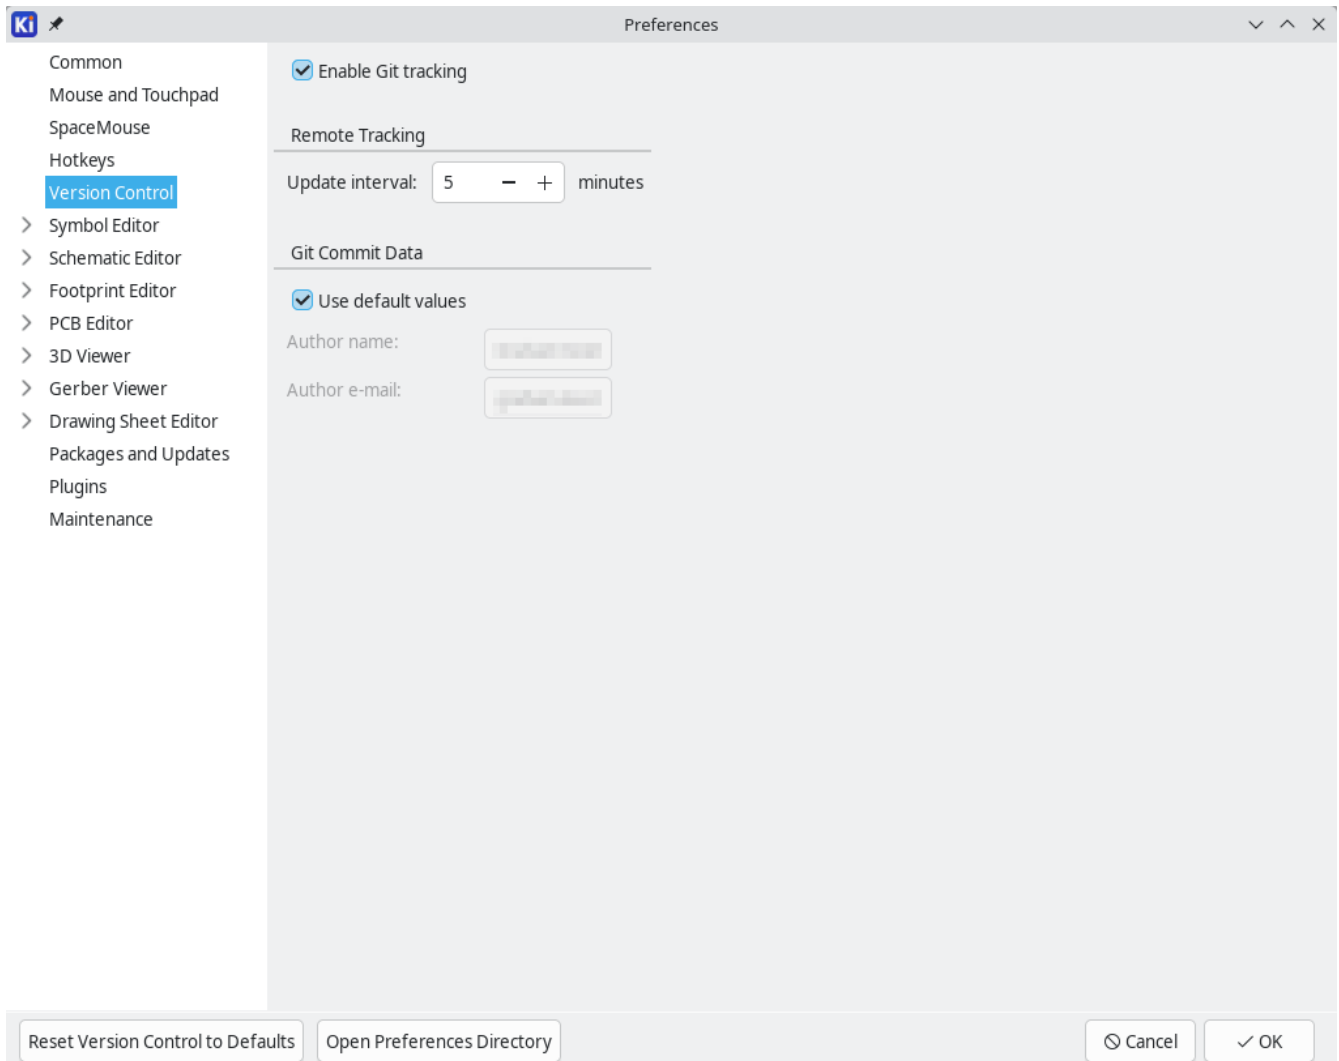 Ki
Preferences
Common
Mouse and Touchpad
SpaceMouse
Hotkeys
Version Control
Symbol Editor
Schematic Editor
Footprint Editor
PCB Editor
3D Viewer
Gerber Viewer
Drawing Sheet Editor
Packages and Updates
Plugins
Maintenance
Enable Git tracking
Remote Tracking
Update interval: 5 minutes
Git Commit Data
Use default values
Author name:
Author e-mail:
Reset Version Control to Defaults
Open Preferences Directory
Cancel
OK